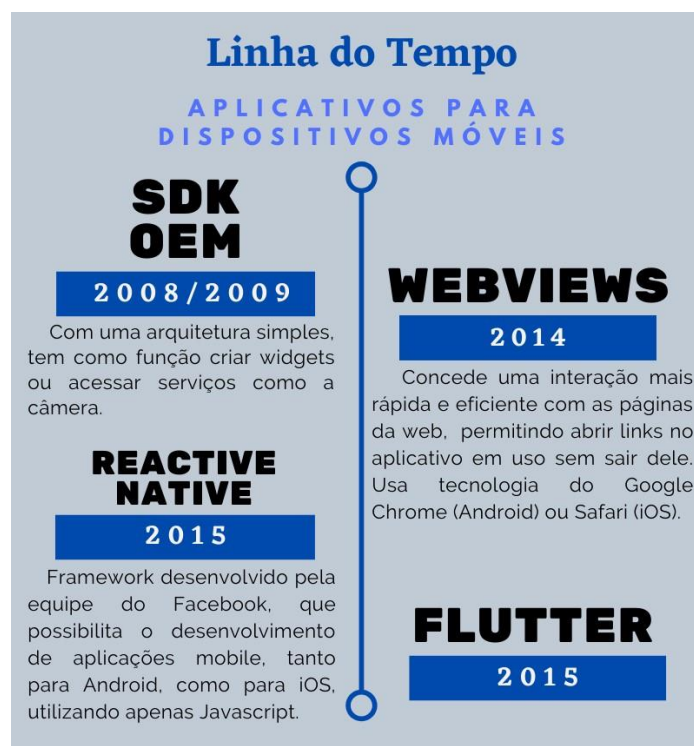 Linha do Tempo
APLICATIVOS PARA
DISPOSITIVOS MÓVEIS
SDK
OEM
2008/2009
Com uma arquitetura simples,
tem como função criar widgets
ou acessar serviços como a
câmera.
WEBVIEWS
2014
Concede uma interação mais
rápida e eficiente com as páginas
da web, permitindo abrir links no
aplicativo em uso sem sair dele.
Usa tecnologia do Google
Chrome (Android) ou Safari (iOS).
REACTIVE
NATIVE
2015
Framework desenvolvido pela
equipe do Facebook, que
possibilita o desenvolvimento
de aplicações mobile, tanto
para Android, como para iOS,
utilizando apenas Javascript.
FLUTTER
2015